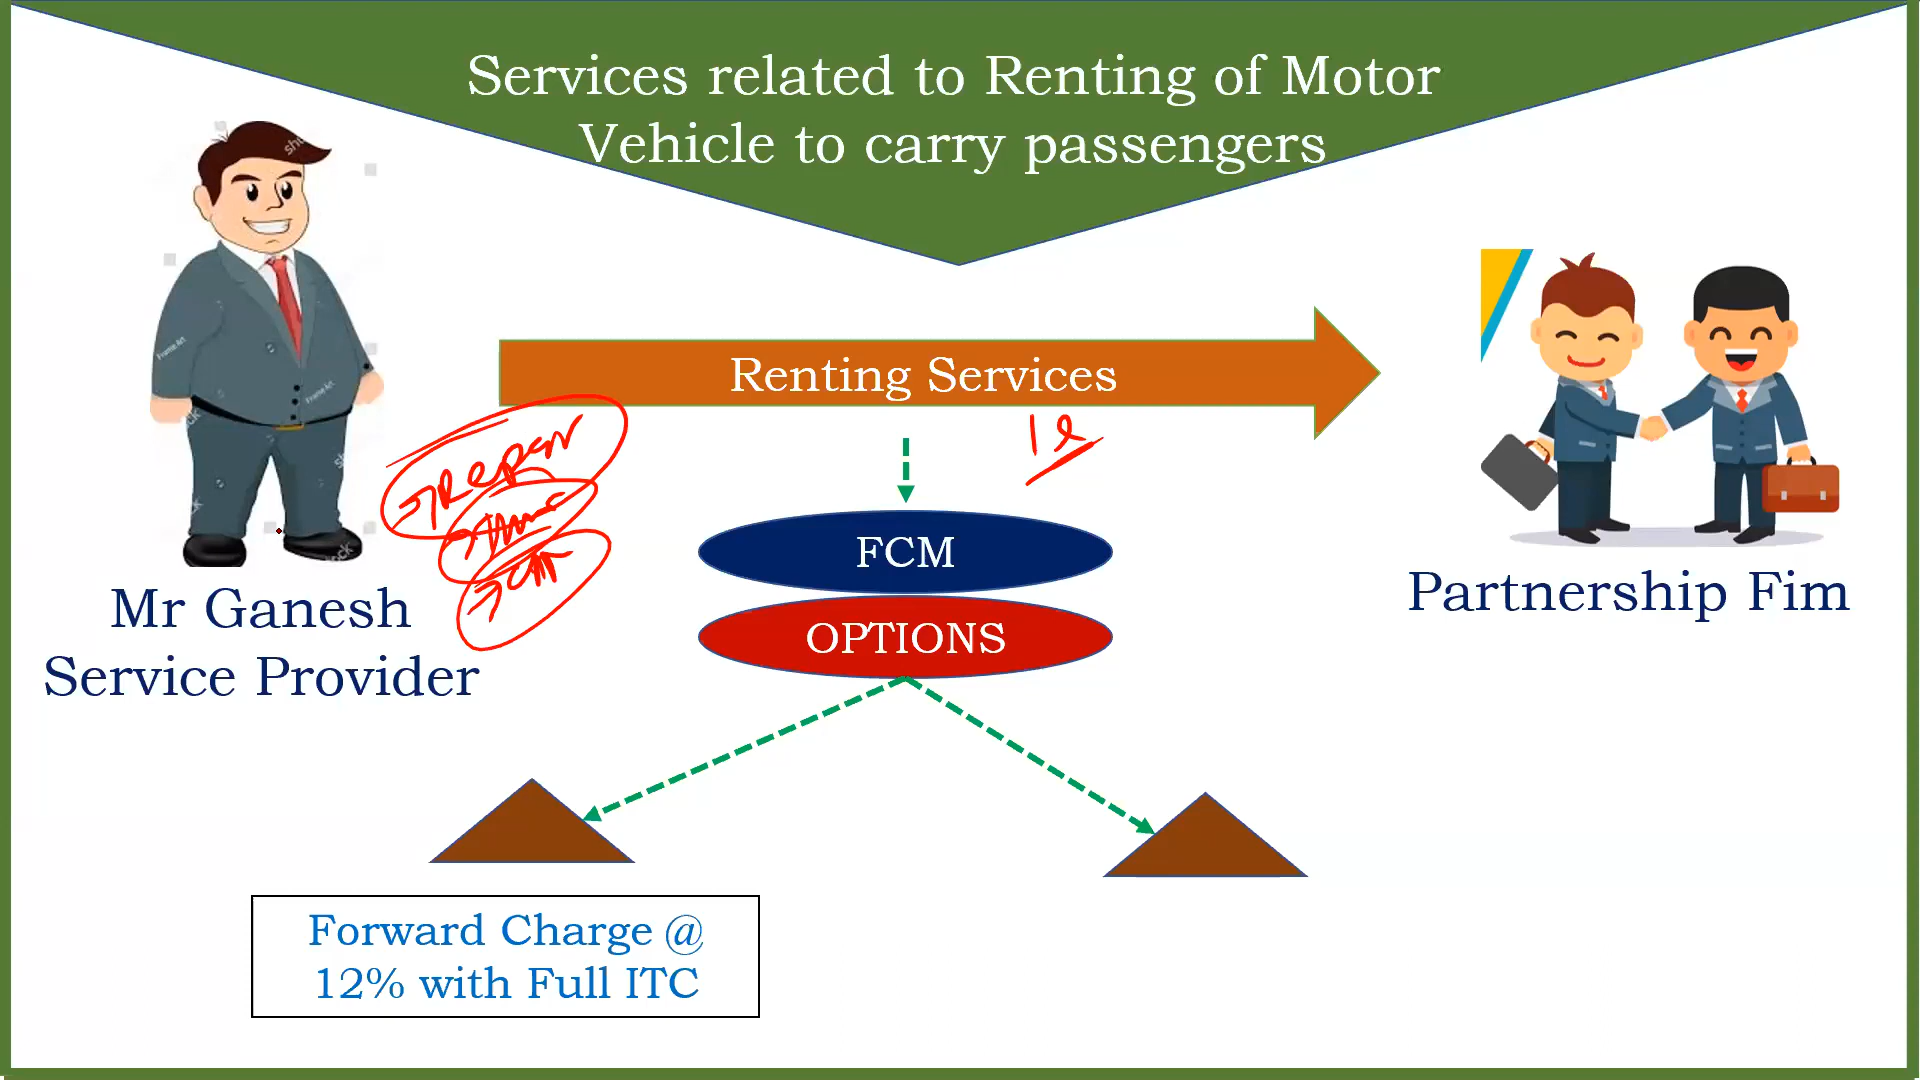 Services related to Renting of Motor
Vehicle to carry passengers
Renting Services
FCM
OPTIONS
Mr Ganesh
Service Provider
Partnership Fim
Forward Charge @
12% with Full ITC